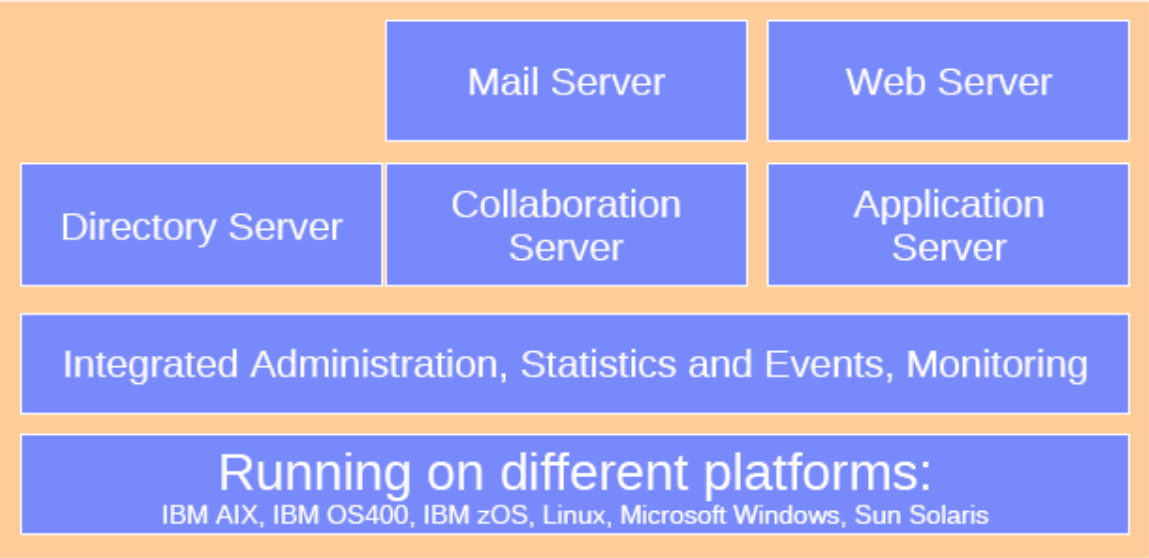 Mail Server
Web Server
Directory Server
Collaboration
Server
Application
Server
Integrated Administration, Statistics and Events, Monitoring
Running on different platforms:
IBM AIX, IBM OS400, IBM zOS, Linux, Microsoft Windows, Sun Solaris